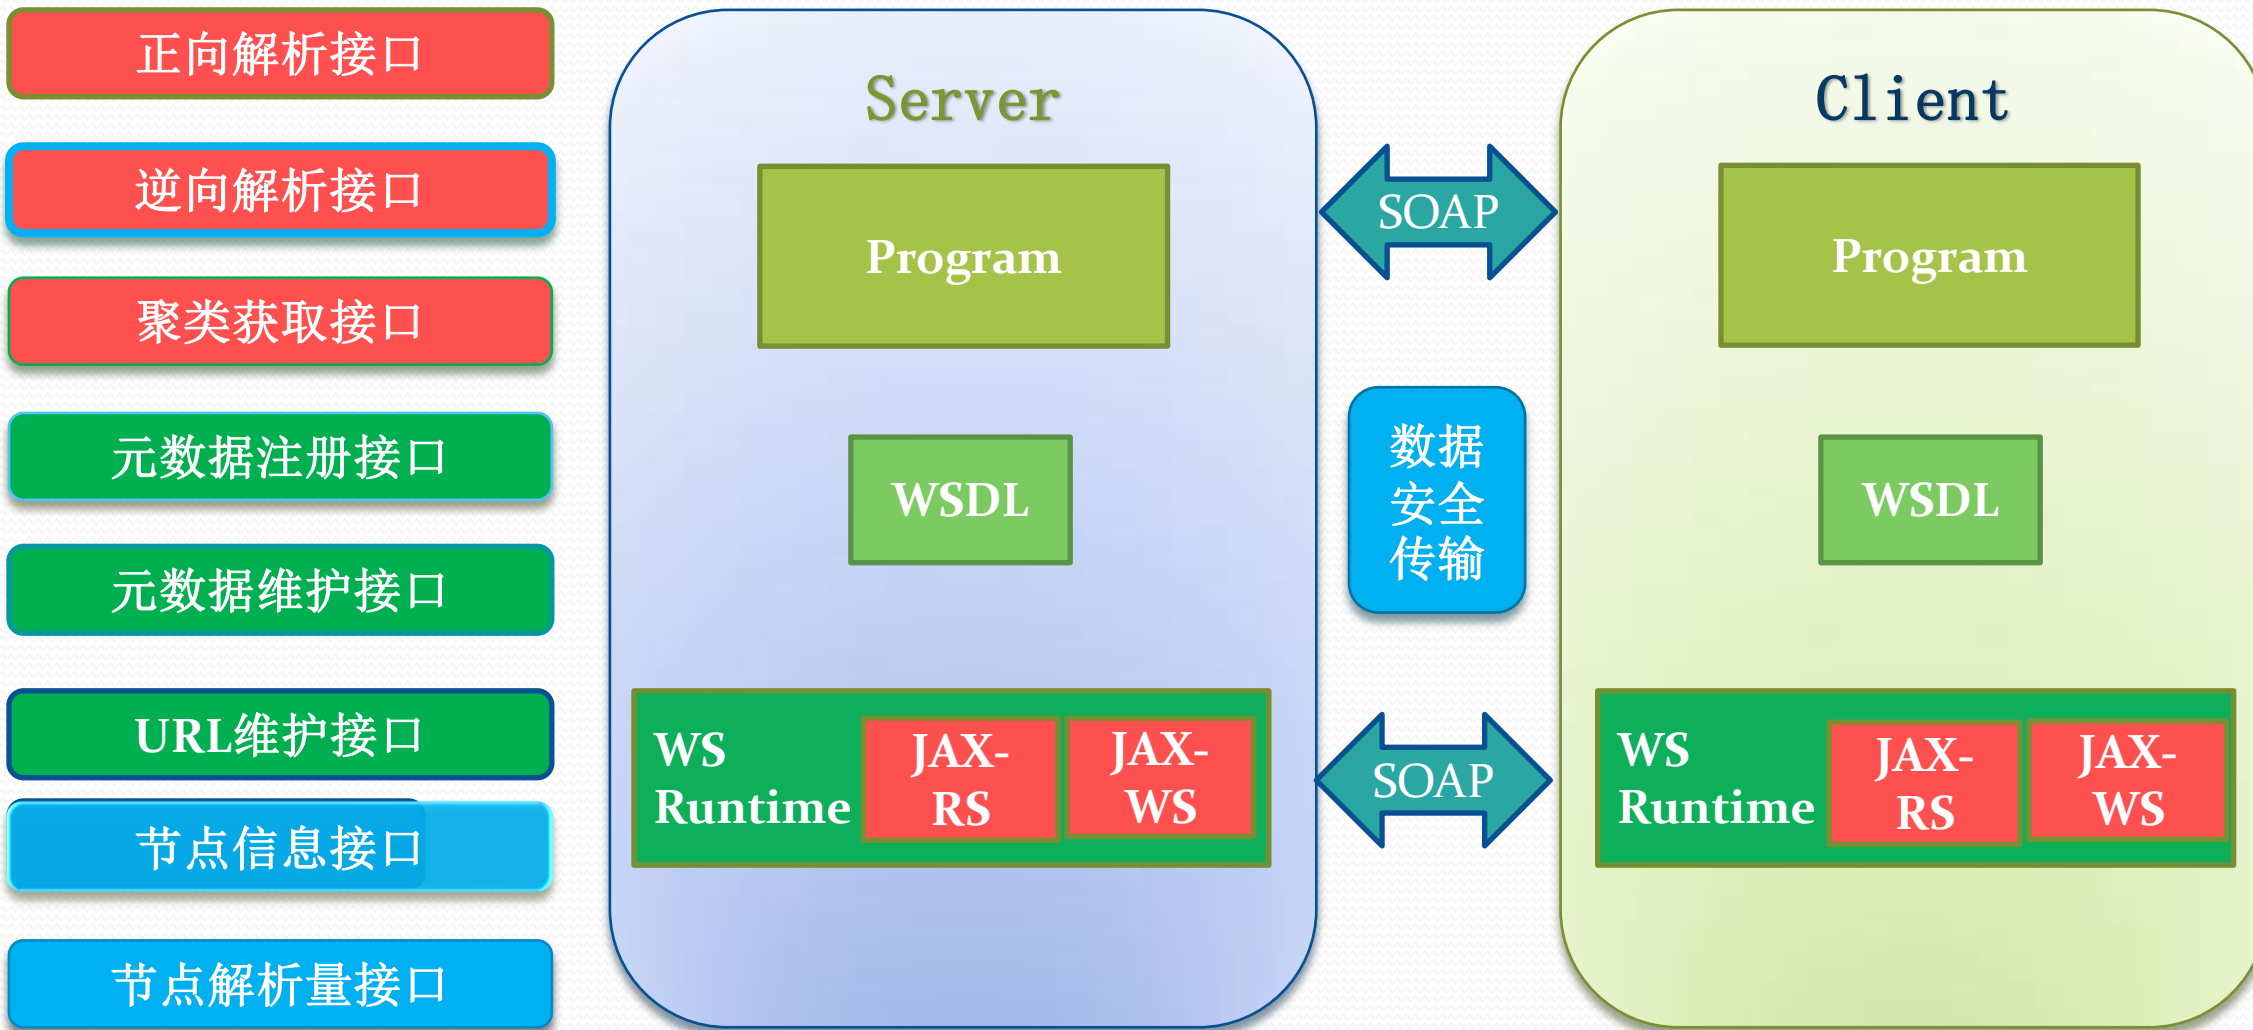 正向解析接口
逆向解析接口
聚类获取接口
元数据注册接口
元数据维护接口
URL维护接口
节点信息接口
节点解析量接口
Server
Program
WSDL
WS
Runtime
JAX-
RS
JAX-
WS
SOAP
数据
安全
传输
SOAP
Client
Program
WSDL
WS
Runtime
JAX-
RS
JAX-
WS